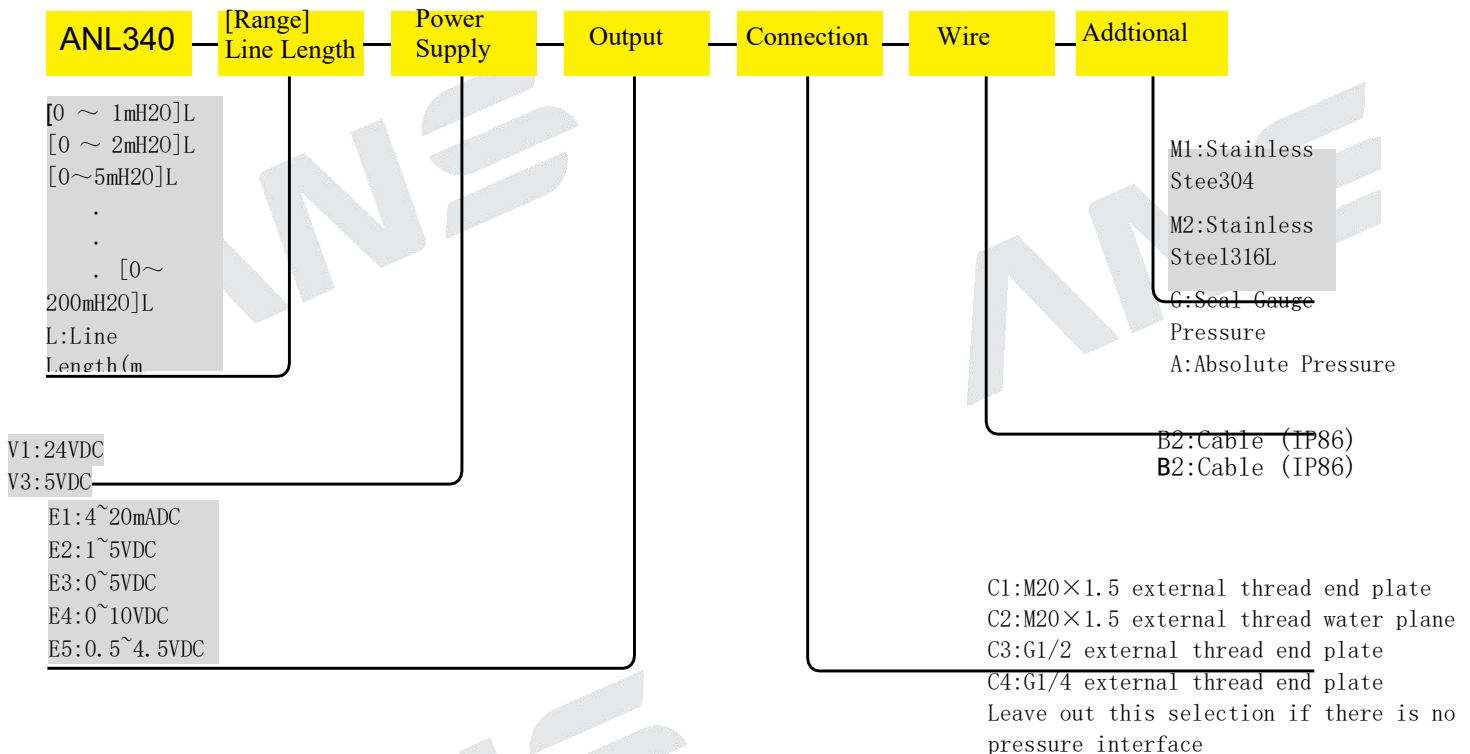 ANL340
[Range]
Line Length
Power
Supply
Output
Connection
Wire
Addtional
[0 ～ 1mH20]L
[0 ～ 2mH20]L
[0～5mH20]L
.
.
. [0～
200mH20]L
L:Line
Length(m
V1:24VDC
V3:5VDC
E1:4~20mADC
E2:1~5VDC
E3:0~5VDC
E4:0~10VDC
E5:0.5~4.5VDC
M1:Stainless
Stee304
M2:Stainless
Steel316L
G:Seal Gauge
Pressure
A:Absolute Pressure
B2:Cable (IP86)
B2:Cable (IP86)
C1:M20×1.5 external thread end plate
C2:M20×1.5 external thread water plane
C3:G1/2 external thread end plate
C4:G1/4 external thread end plate
Leave out this selection if there is no
pressure interface